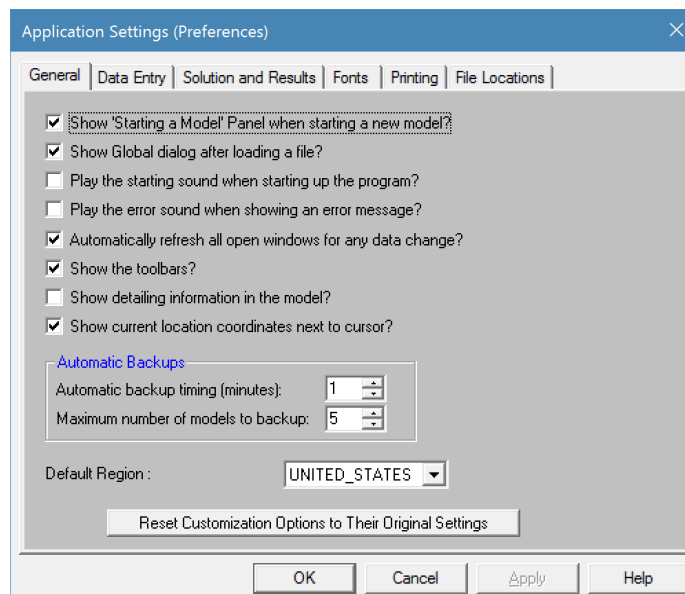 Application Settings (Preferences)
General Data Entry Solution and Results Fonts Printing File Locations
Show 'Starting a Model' Panel when starting a new model?
Show Global dialog after loading a file?
Play the starting sound when starting up the program?
Play the error sound when showing an error message?
Automatically refresh all open windows for any data change?
Show the toolbars?
Show detailing information in the model?
Show current location coordinates next to cursor?
Automatic Backups
Automatic backup timing (minutes): 1
Maximum number of models to backup: 5
Default Region : UNITED_STATES
Reset Customization Options to Their Original Settings
OK Cancel Apply Help